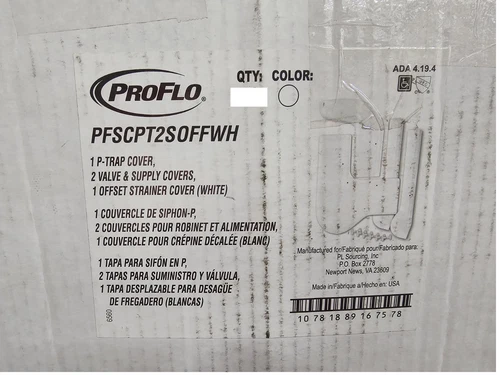 PROFLO®
QTY: COLOR:
ADA 4.19.4
PFSCPT2SOFFWH
1 P-TRAP COVER,
2 VALVE & SUPPLY COVERS,
1 OFFSET STRAINER COVER (WHITE)
1 COUVERCLE DE SIPHON-P,
2 COUVERCLES POUR ROBINET ET ALIMENTATION,
1 COUVERCLE POUR CRÉPINE DÉCALÉE (BLANC)
1 TAPA PARA SIFÓN EN P,
2 TAPAS PARA SUMINISTRO Y VÁLVULA,
1 TAPA DESPLAZABLE PARA DESAGÜE
DE FREGADERO (BLANCAS)
6560
Manufactured for/Fabriqué pour/Fabricado para:
PL Sourcing, Inc
P.O. Box 2778
Newport News, VA 23609
Made in/Fabriqué a/Hecho en: USA
10 78 18 89 16 75 78